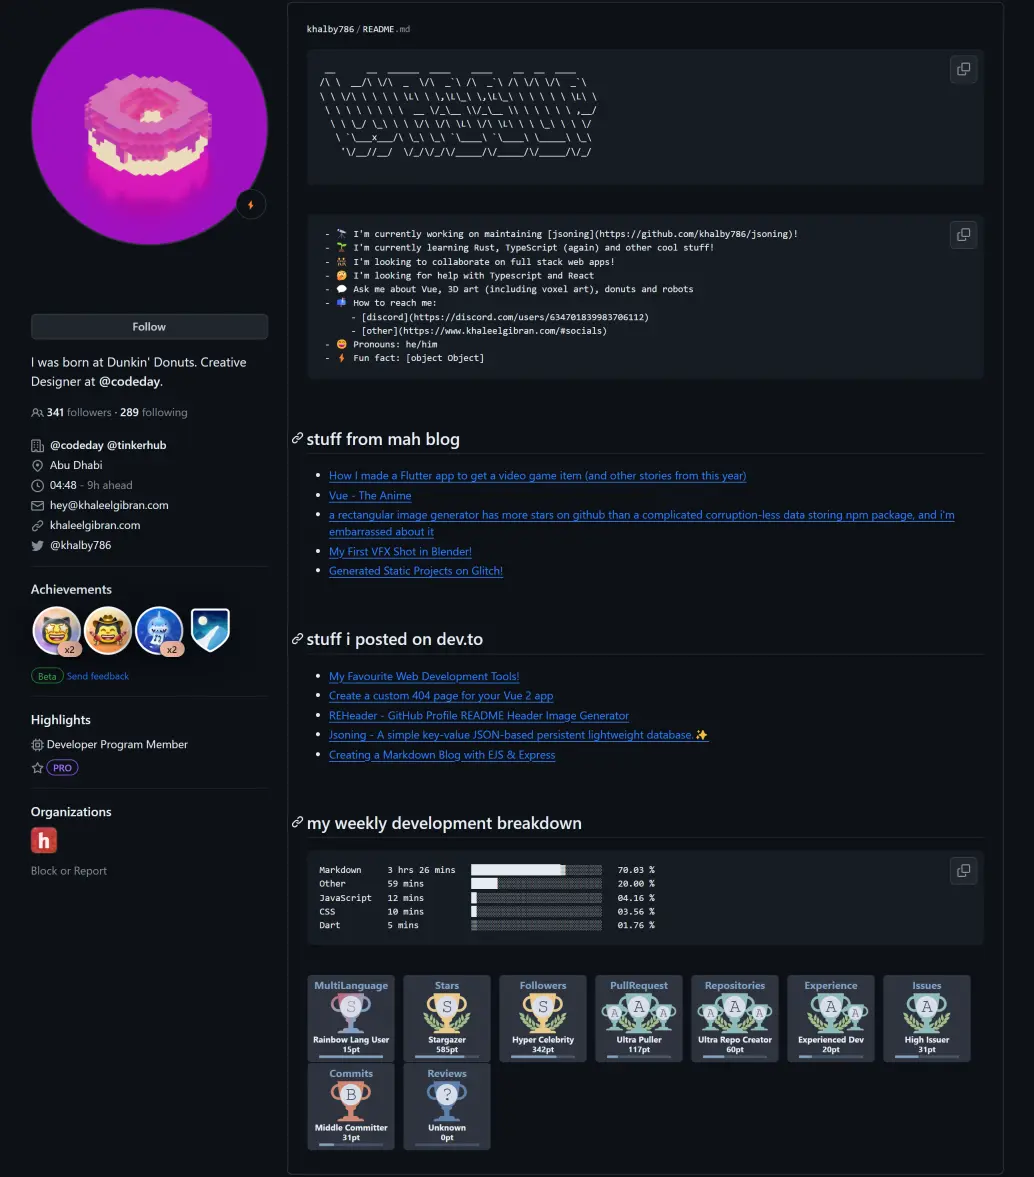 Follow
I was born at Dunkin' Donuts. Creative
Designer at @codeday.
341 followers · 289 following
@codeday @tinkerhub
Abu Dhabi
04:48 - 9h ahead
hey@khaleelgibran.com
khaleelgibran.com
@khalby786
Achievements
x2
x2
Beta Send feedback
Highlights
Developer Program Member
PRO
Organizations
h
Block or Report
khalby786/README.md
- 🔭 I'm currently working on maintaining [jsoning](https://github.com/khalby786/jsoning)!
- 🌱 I'm currently learning Rust, TypeScript (again) and other cool stuff!
- 👯 I'm looking to collaborate on full stack web apps!
- 🤔 I'm looking for help with Typescript and React
- 💬 Ask me about Vue, 3D art (including voxel art), donuts and robots
- 📫 How to reach me:
- [discord](https://discord.com/users/634701839983706112)
- [other](https://www.khaleelgibran.com/#socials)
- 😄 Pronouns: he/him
- ⚡ Fun fact: [object Object]
stuff from mah blog
How I made a Flutter app to get a video game item (and other stories from this year)
Vue - The Anime
a rectangular image generator has more stars on github than a complicated corruption-less data storing npm package, and i'm
embarrassed about it
My First VFX Shot in Blender!
Generated Static Projects on Glitch!
stuff i posted on dev.to
My Favourite Web Development Tools!
Create a custom 404 page for your Vue 2 app
REHeader - GitHub Profile README Header Image Generator
Jsoning - A simple key-value JSON-based persistent lightweight database.✨
Creating a Markdown Blog with EJS & Express
my weekly development breakdown
Markdown 3 hrs 26 mins 70.03 %
Other 59 mins 20.00 %
JavaScript 12 mins 04.16 %
CSS 10 mins 03.56 %
Dart 5 mins 01.76 %
MultiLanguage Stars Followers PullRequest Repositories Experience Issues
S S S A A A A A A A A A A
Rainbow Lang User Stargazer Hyper Celebrity Ultra Puller Ultra Repo Creator Experienced Dev High Issuer
15pt 585pt 342pt 117pt 60pt 20pt 31pt
Commits Reviews
B ?
Middle Committer Unknown
31pt 0pt